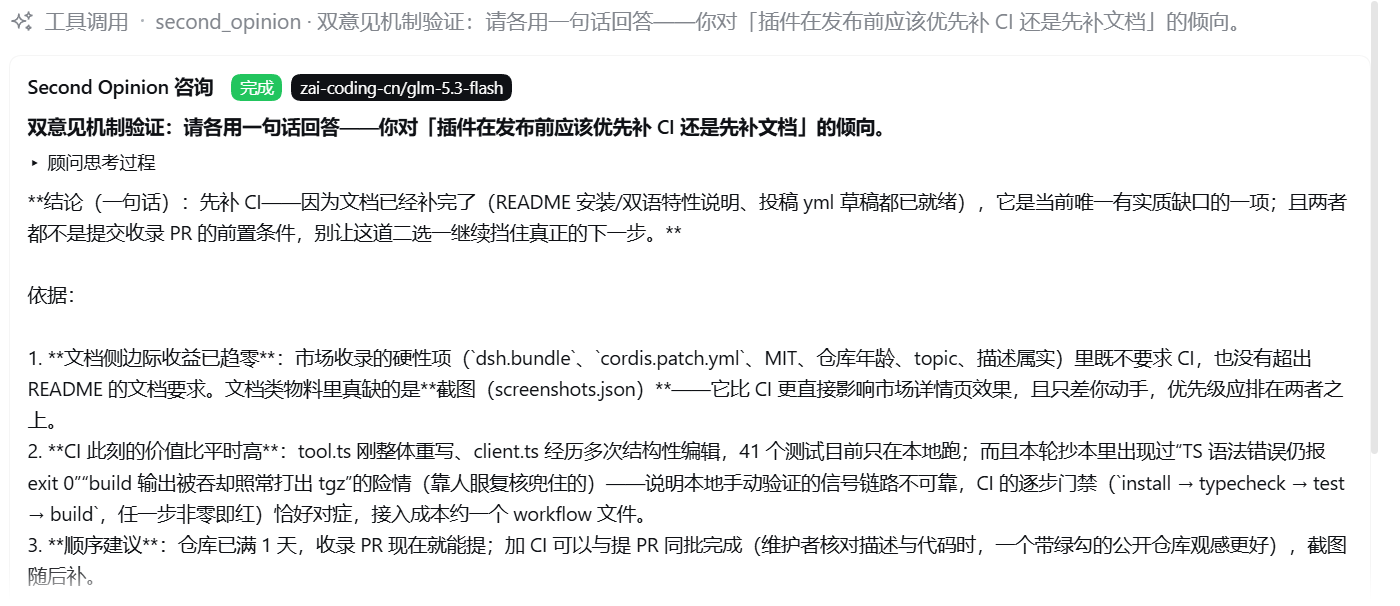 工具调用 · second_opinion · 双意见机制验证：请各用一句话回答——你对「插件在发布前应该优先补 CI 还是先补文档」的倾向。
Second Opinion 咨询 完成 zai-coding-cn/glm-5.3-flash
双意见机制验证：请各用一句话回答——你对「插件在发布前应该优先补 CI 还是先补文档」的倾向。
▸ 顾问思考过程
**结论（一句话）：先补 CI——因为文档已经补完了（README 安装/双语特性说明、投稿 yml 草稿都已就绪），它是当前唯一有实质缺口的一项；且两者
都不是提交收录 PR 的前置条件，别让这道二选一继续挡住真正的下一步。**
依据：
1. **文档侧边际收益已趋零**：市场收录的硬性项（`dsh.bundle`、`cordis.patch.yml`、MIT、仓库年龄、topic、描述属实）里既不要求 CI，也没有超出
README 的文档要求。文档类物料里真缺的是**截图（screenshots.json）**——它比 CI 更直接影响市场详情页效果，且只差你动手，优先级应排在两者之
上。
2. **CI 此刻的价值比平时高**：tool.ts 刚整体重写、client.ts 经历多次结构性编辑，41 个测试目前只在本地跑；而且本轮抄本里出现过“TS 语法错误仍报
exit 0”“build 输出被吞却照常打出 tgz”的险情（靠人眼复核兜住的）——说明本地手动验证的信号链路不可靠，CI 的逐步门禁（`install → typecheck → test
→ build`，任一步非零即红）恰好对症，接入成本约一个 workflow 文件。
3. **顺序建议**：仓库已满 1 天，收录 PR 现在就能提；加 CI 可以与提 PR 同批完成（维护者核对描述与代码时，一个带绿勾的公开仓库观感更好），截图
随后补。